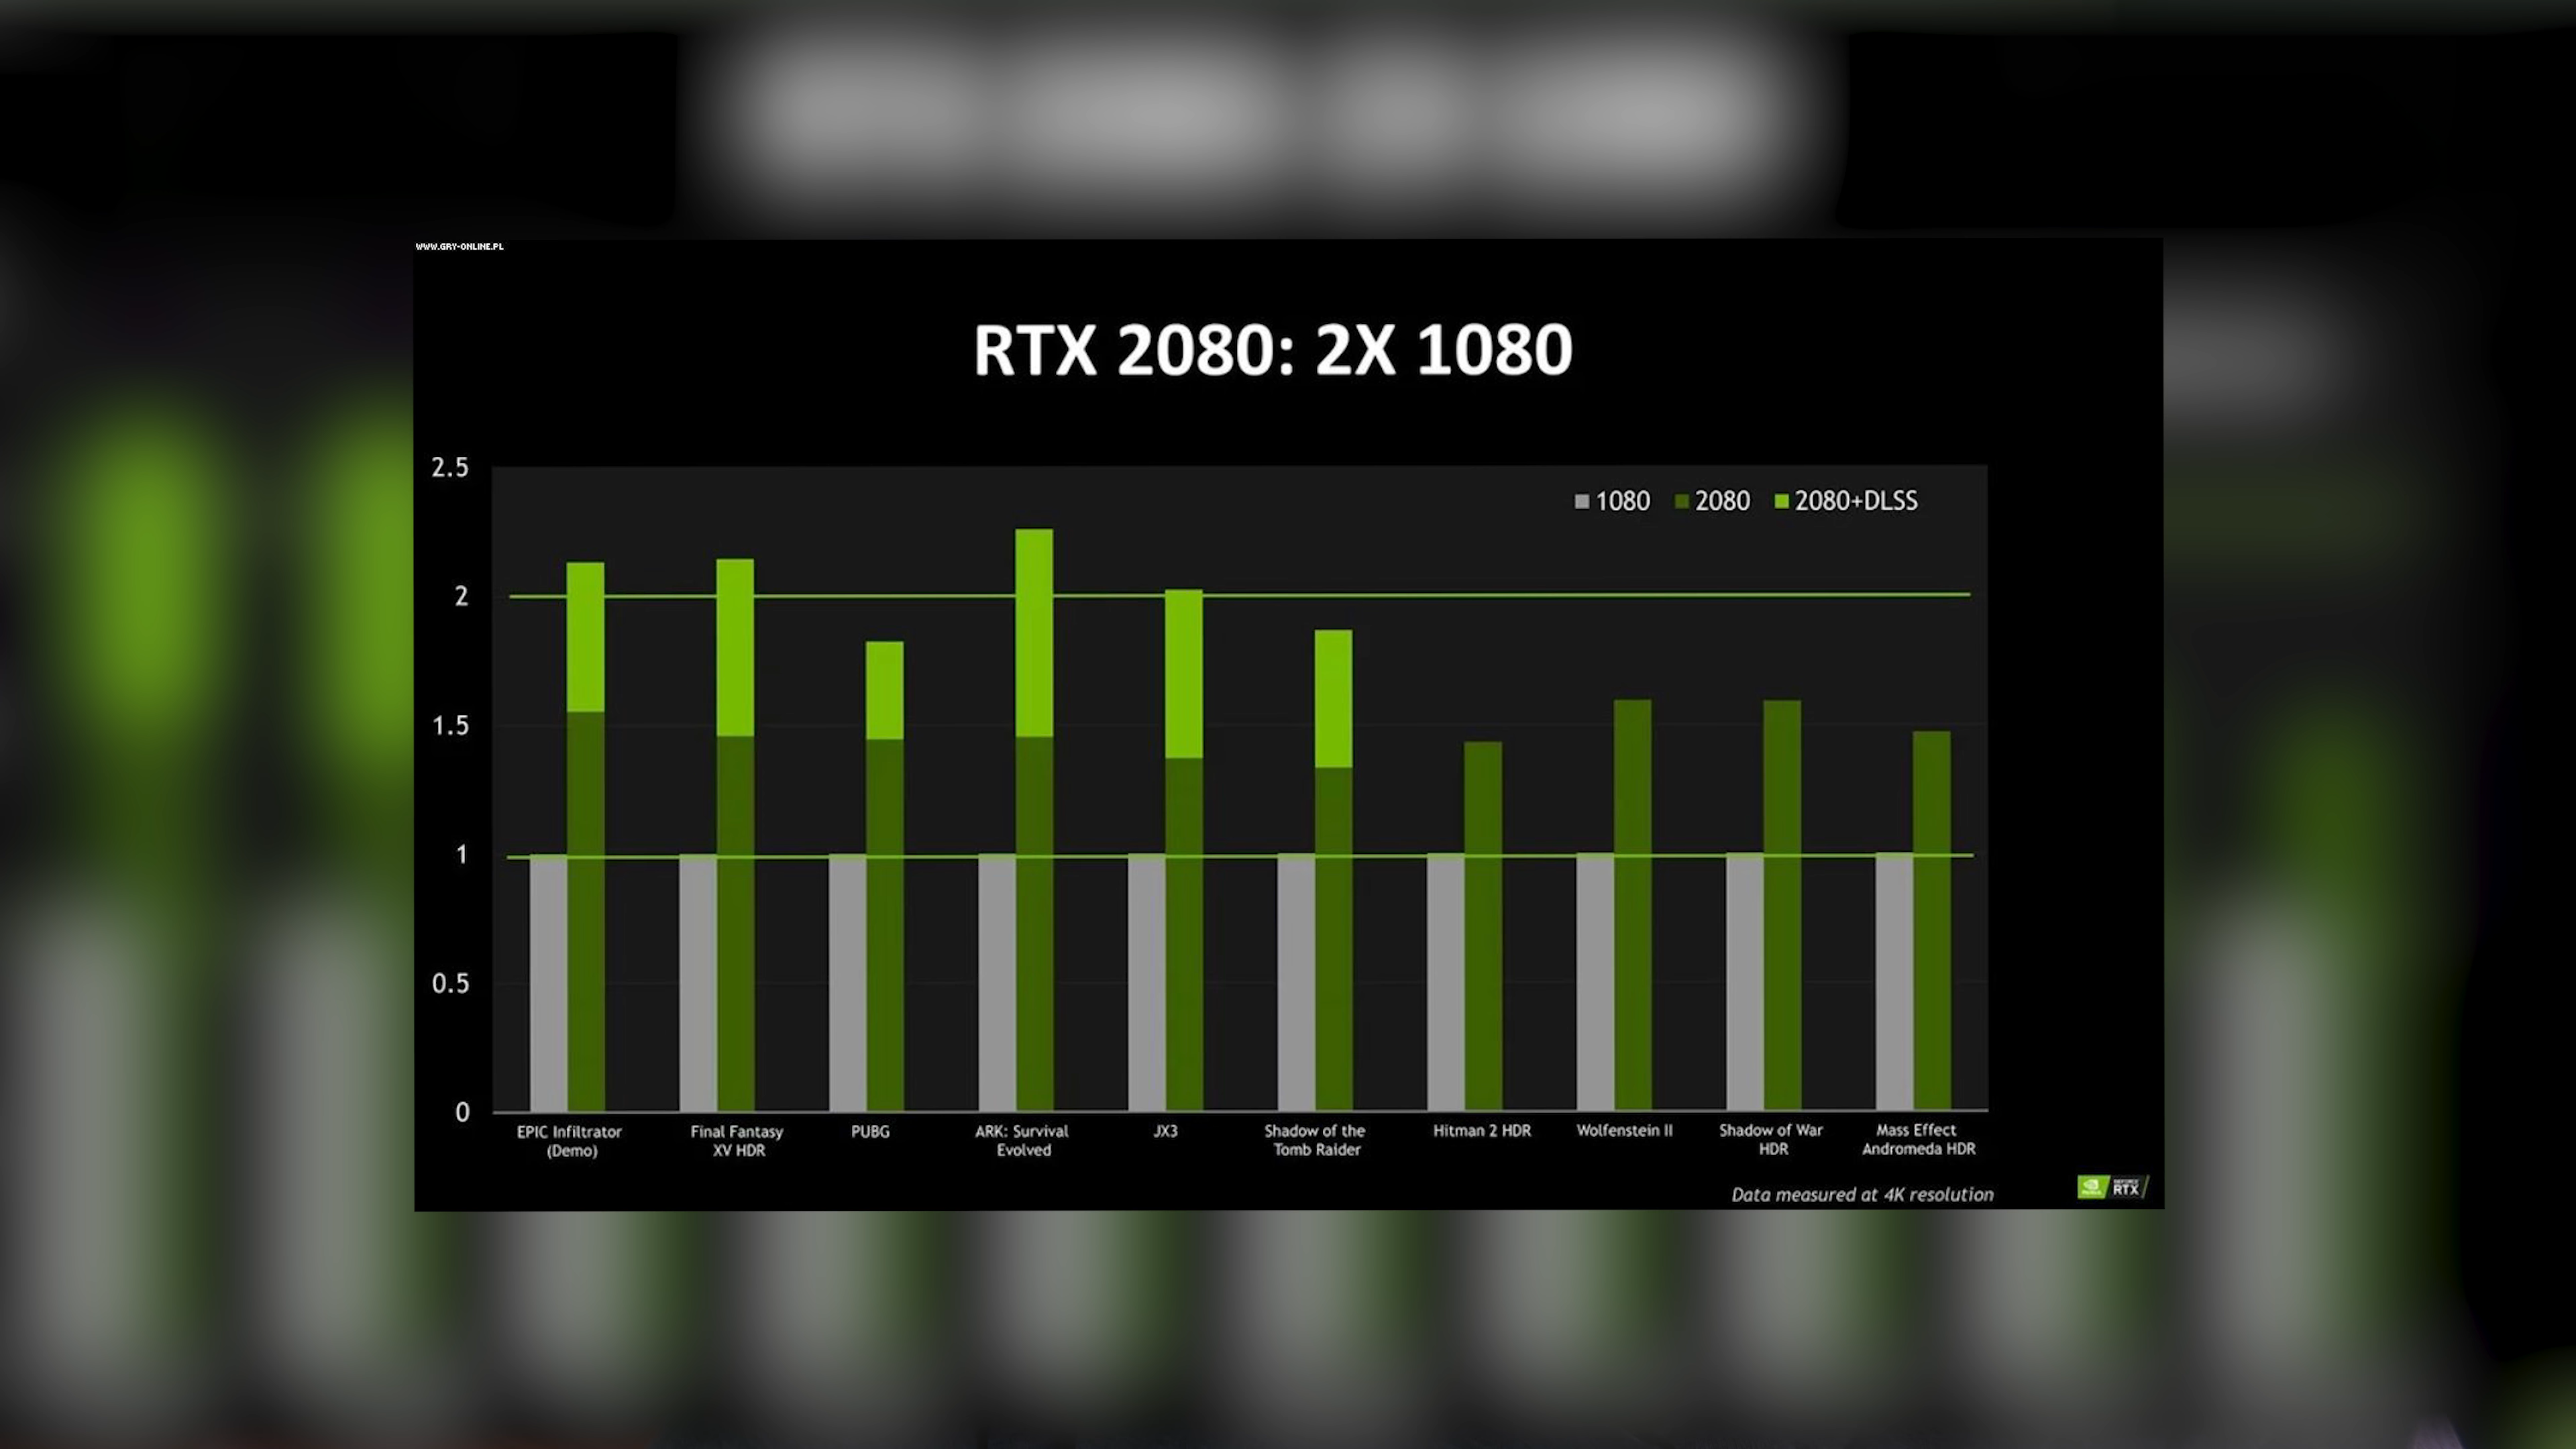 WWW.GRY-ONLINE.PL
RTX 2080: 2X 1080
2.5
2
1.5
1
0.5
0
1080 2080 2080+DLSS
EPIC Infiltrator
(Demo)
Final Fantasy
XV HDR
PUBG
ARK: Survival
Evolved
JX3
Shadow of the
Tomb Raider
Hitman 2 HDR
Wolfenstein II
Shadow of War
HDR
Mass Effect
Andromeda HDR
Data measured at 4K resolution
RTX